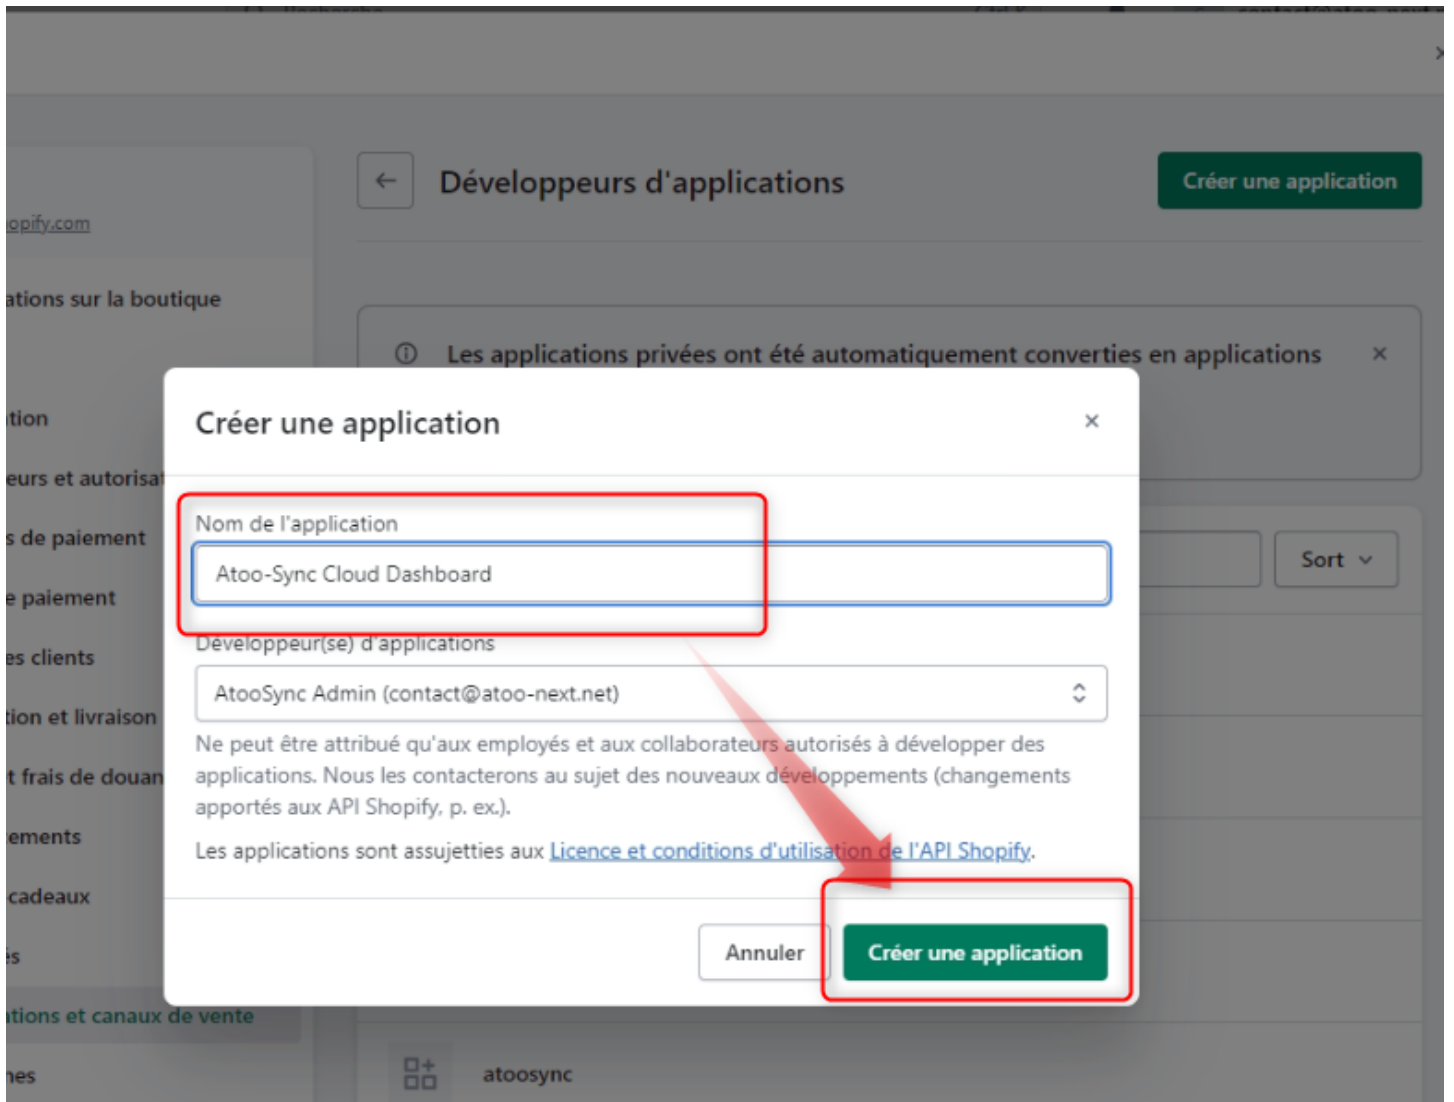 Développeurs d'applications
Créer une application
opify.com
ations sur la boutique
Les applications privées ont été automatiquement converties en applications
Créer une application
tion
eurs et autorisat
Nom de l'application
s de paiement
Atoo-Sync Cloud Dashboard
Sort
e paiement
Développeur(se) d'applications
es clients
AtooSync Admin (contact@atoo-next.net)
tion et livraison
Ne peut être attribué qu'aux employés et aux collaborateurs autorisés à développer des
t frais de douan
applications. Nous les contacterons au sujet des nouveaux développements (changements
apportés aux API Shopify, p. ex.).
ements
Les applications sont assujetties aux Licence et conditions d'utilisation de l'API Shopify.
cadeaux
Annuler
Créer une application
és
ations et canaux de vente
nes
atoosync